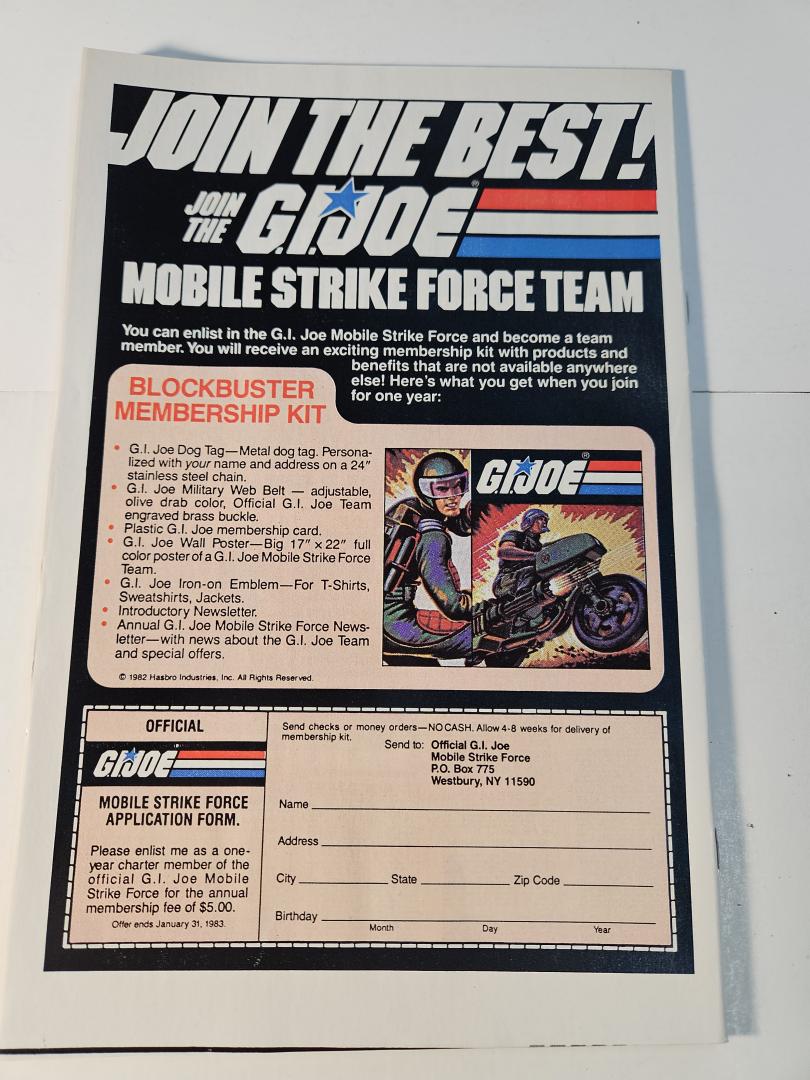 JOIN THE BEST!
JOIN THE G.I. JOE®
MOBILE STRIKE FORCE TEAM
You can enlist in the G.I. Joe Mobile Strike Force and become a team
member. You will receive an exciting membership kit with products and
benefits that are not available anywhere
else! Here's what you get when you join
for one year:
BLOCKBUSTER
MEMBERSHIP KIT
• G.I. Joe Dog Tag—Metal dog tag. Persona-
lized with your name and address on a 24"
stainless steel chain.
• G.I. Joe Military Web Belt — adjustable,
olive drab color, Official G.I. Joe Team
engraved brass buckle.
• Plastic G.I. Joe membership card.
• G.I. Joe Wall Poster—Big 17" x 22" full
color poster of a G.I. Joe Mobile Strike Force
Team.
• G.I. Joe Iron-on Emblem—For T-Shirts,
Sweatshirts, Jackets.
• Introductory Newsletter.
• Annual G.I. Joe Mobile Strike Force News-
letter—with news about the G.I. Joe Team
and special offers.
© 1982 Hasbro Industries, Inc. All Rights Reserved.
G.I. JOE®
OFFICIAL
G.I. JOE
MOBILE STRIKE FORCE
APPLICATION FORM.
Please enlist me as a one-
year charter member of the
official G.I. Joe Mobile
Strike Force for the annual
membership fee of $5.00.
Offer ends January 31, 1983.
Send checks or money orders—NO CASH. Allow 4-8 weeks for delivery of
membership kit.
Send to: Official G.I. Joe
Mobile Strike Force
P.O. Box 775
Westbury, NY 11590
Name
Address
City State Zip Code
Birthday
Month Day Year